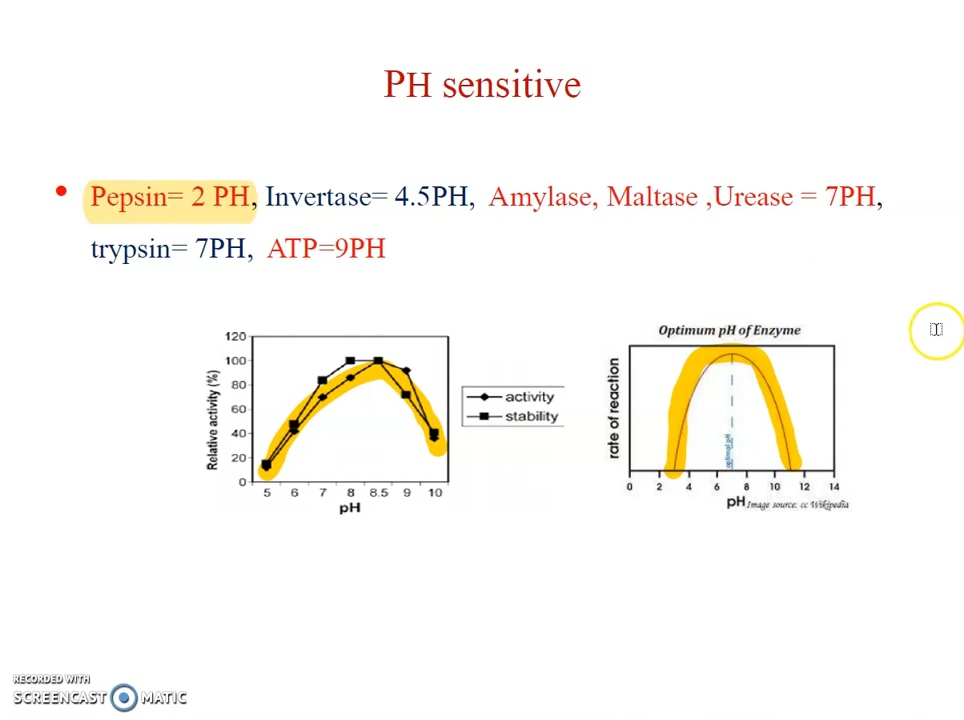 PH sensitive
• Pepsin= 2 PH, Invertase= 4.5PH, Amylase, Maltase ,Urease = 7PH,
trypsin= 7PH, ATP=9PH
120
100
80
60
40
20
0
Relative activity (%)
5 6 7 8 8.5 9 10
pH
activity
stability
Optimum pH of Enzyme
rate of reaction
optimal pH
0 2 4 6 8 10 12 14
pH Image source: cc Wikipedia
RECORDED WITH
SCREENCAST MATIC